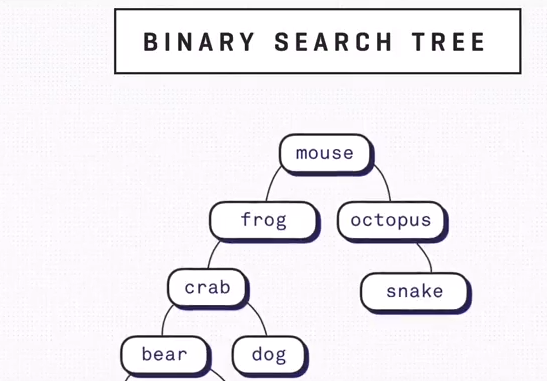 BINARY SEARCH TREE
mouse
frog octopus
crab snake
bear dog